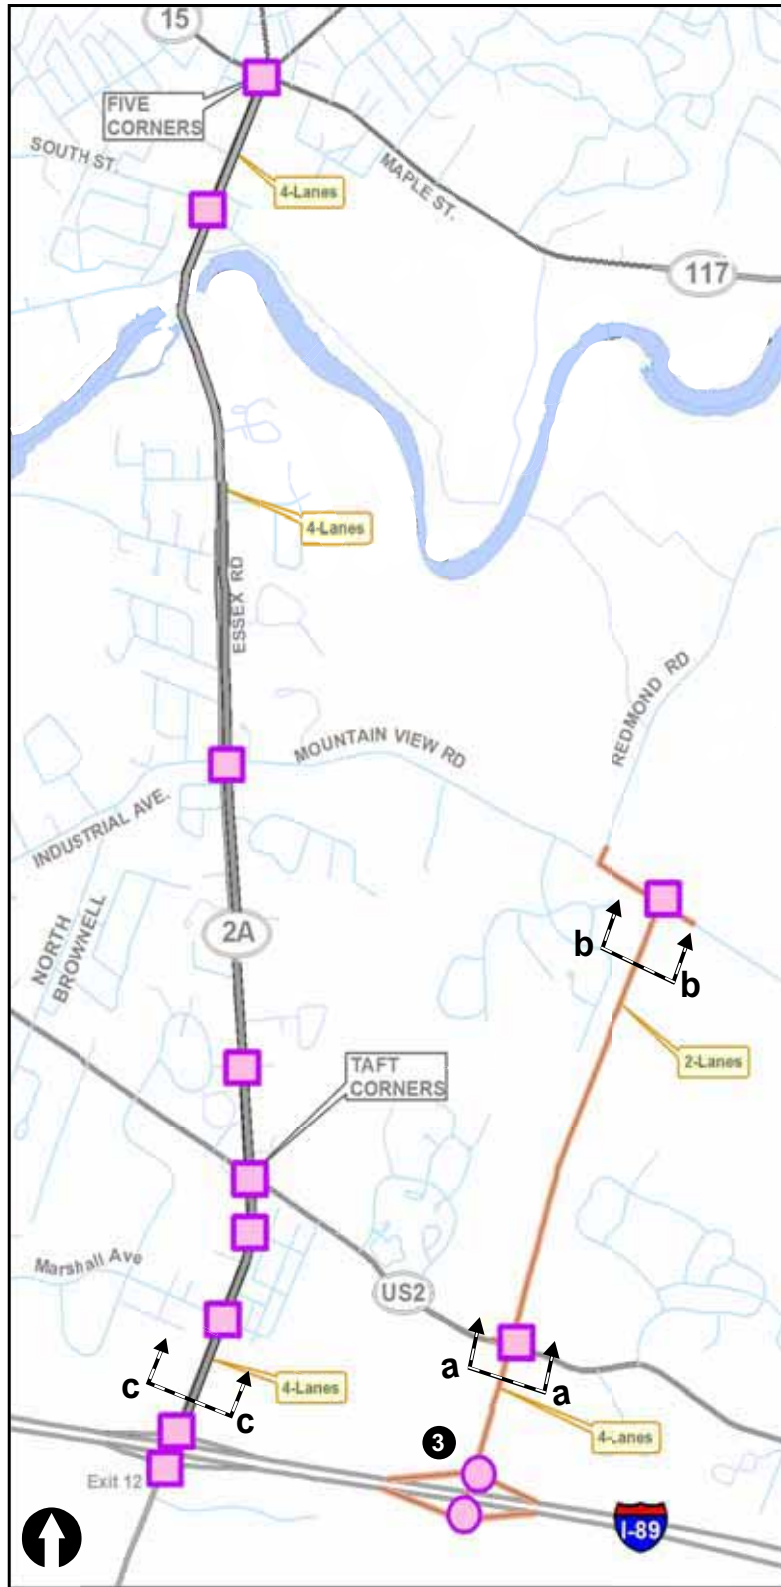 15
FIVE
CORNERS
SOUTH ST.
4-Lanes
MAPLE ST.
117
4-Lanes
ESSEX RD
REDMOND RD
MOUNTAIN VIEW RD
INDUSTRIAL AVE.
NORTH
BROWNELL
2A
b
b
TAFT
CORNERS
2-Lanes
Marshall Ave
US2
a
a
c
c
4-Lanes
4-Lanes
3
Exit 12
I-89